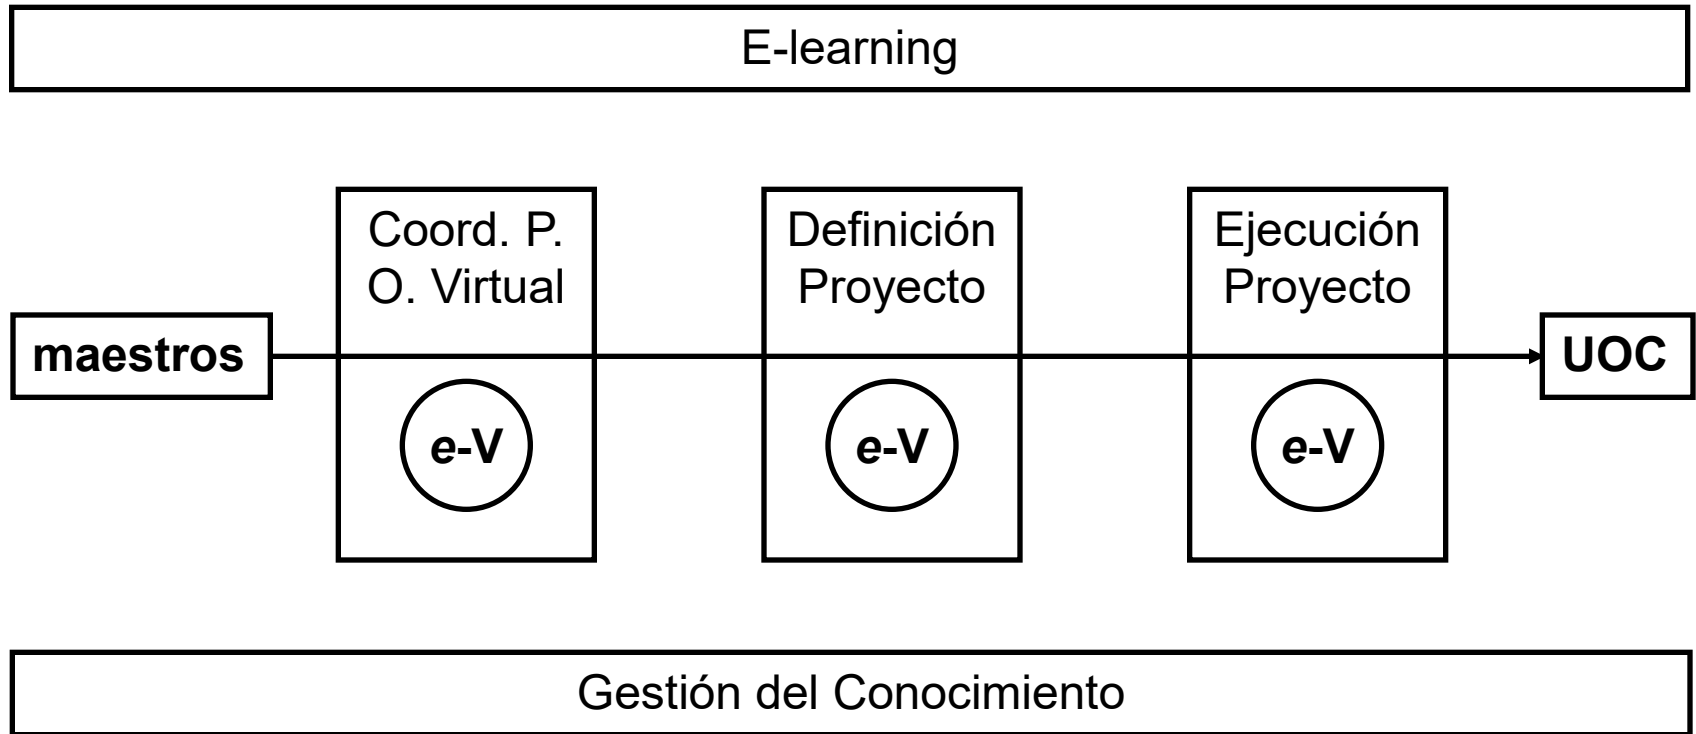 E-learning
Coord. P.
O. Virtual
Definición
Proyecto
Ejecución
Proyecto
maestros
UOC
e-V
e-V
e-V
Gestión del Conocimiento